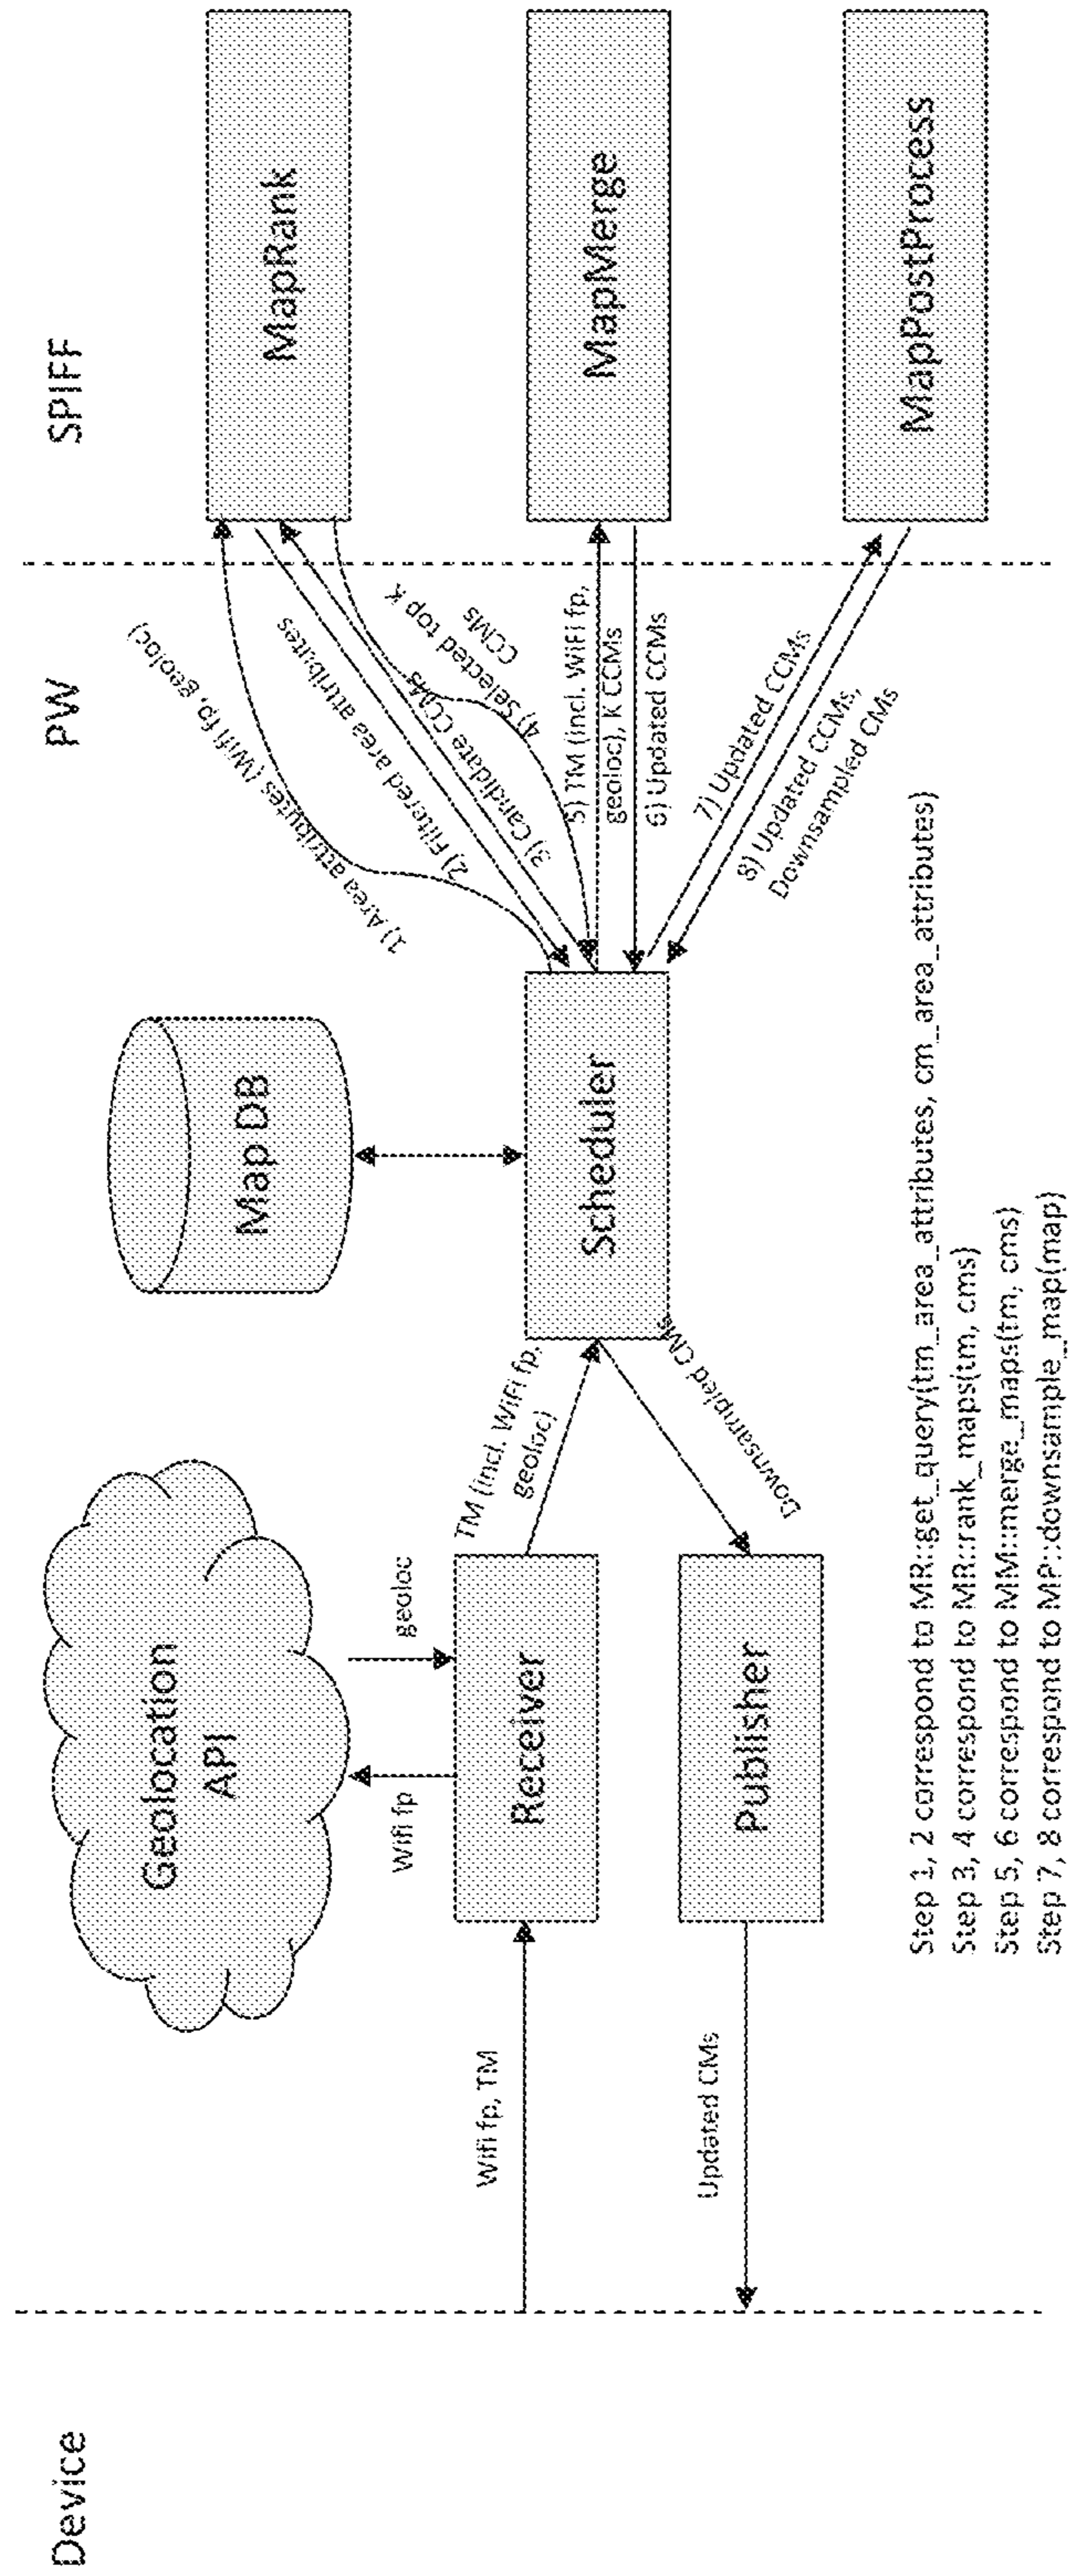 Device
PW
SPIFF
Geolocation
API
Map DB
MapRank
Wifi fp
geoloc
1) Area attributes (Wifi fp, geoloc)
2) Filtered area attributes
3) Candidate CCMs
4) Selected top K
CCMs
Wifi fp, TM
Receiver
TM (incl. WiFi fp,
geoloc)
Scheduler
5) TM (incl. WiFi fp,
geoloc), K CCMs
6) Updated CCMs
MapMerge
Updated CMs
Publisher
Downsampled CMs
7) Updated CCMs
8) Updated CCMs,
Downsampled CMs
MapPostProcess
Step 1, 2 correspond to MR::get_query(tm_area_attributes, cm_area_attributes)
Step 3, 4 correspond to MR::rank_maps(tm, cms)
Step 5, 6 correspond to MM::merge_maps(tm, cms)
Step 7, 8 correspond to MP::downsample_map(map)